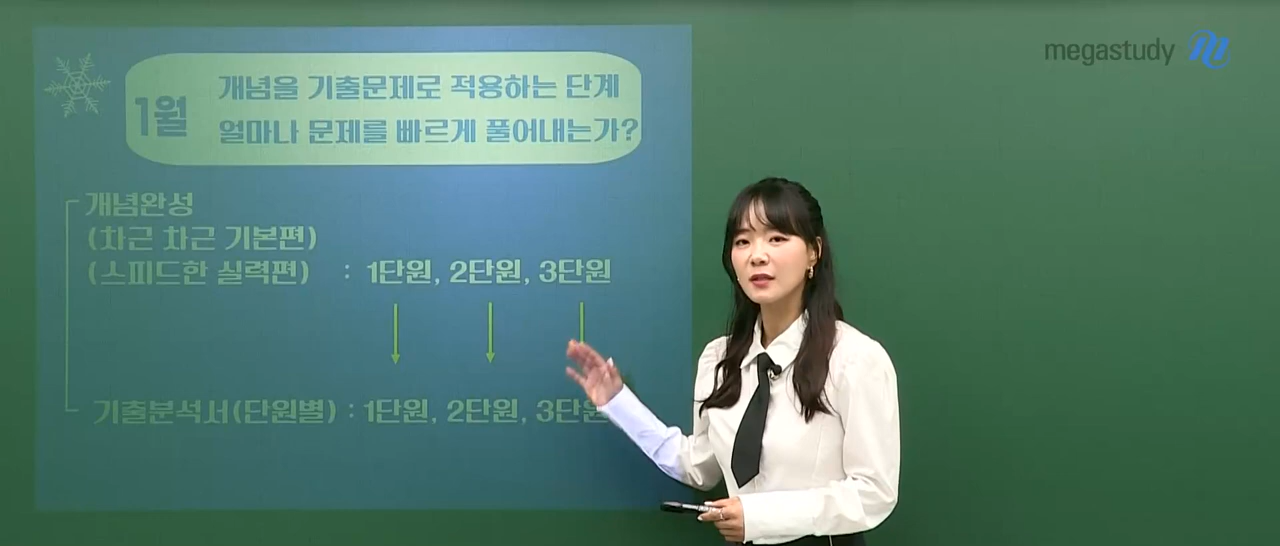 megastudy
1월
개념을 기출문제로 적용하는 단계
얼마나 문제를 빠르게 풀어내는가?
개념완성
(차근 차근 기본편)
(스피드한 실력편) : 1단원, 2단원, 3단원
기출분석서(단원별) : 1단원, 2단원, 3단원